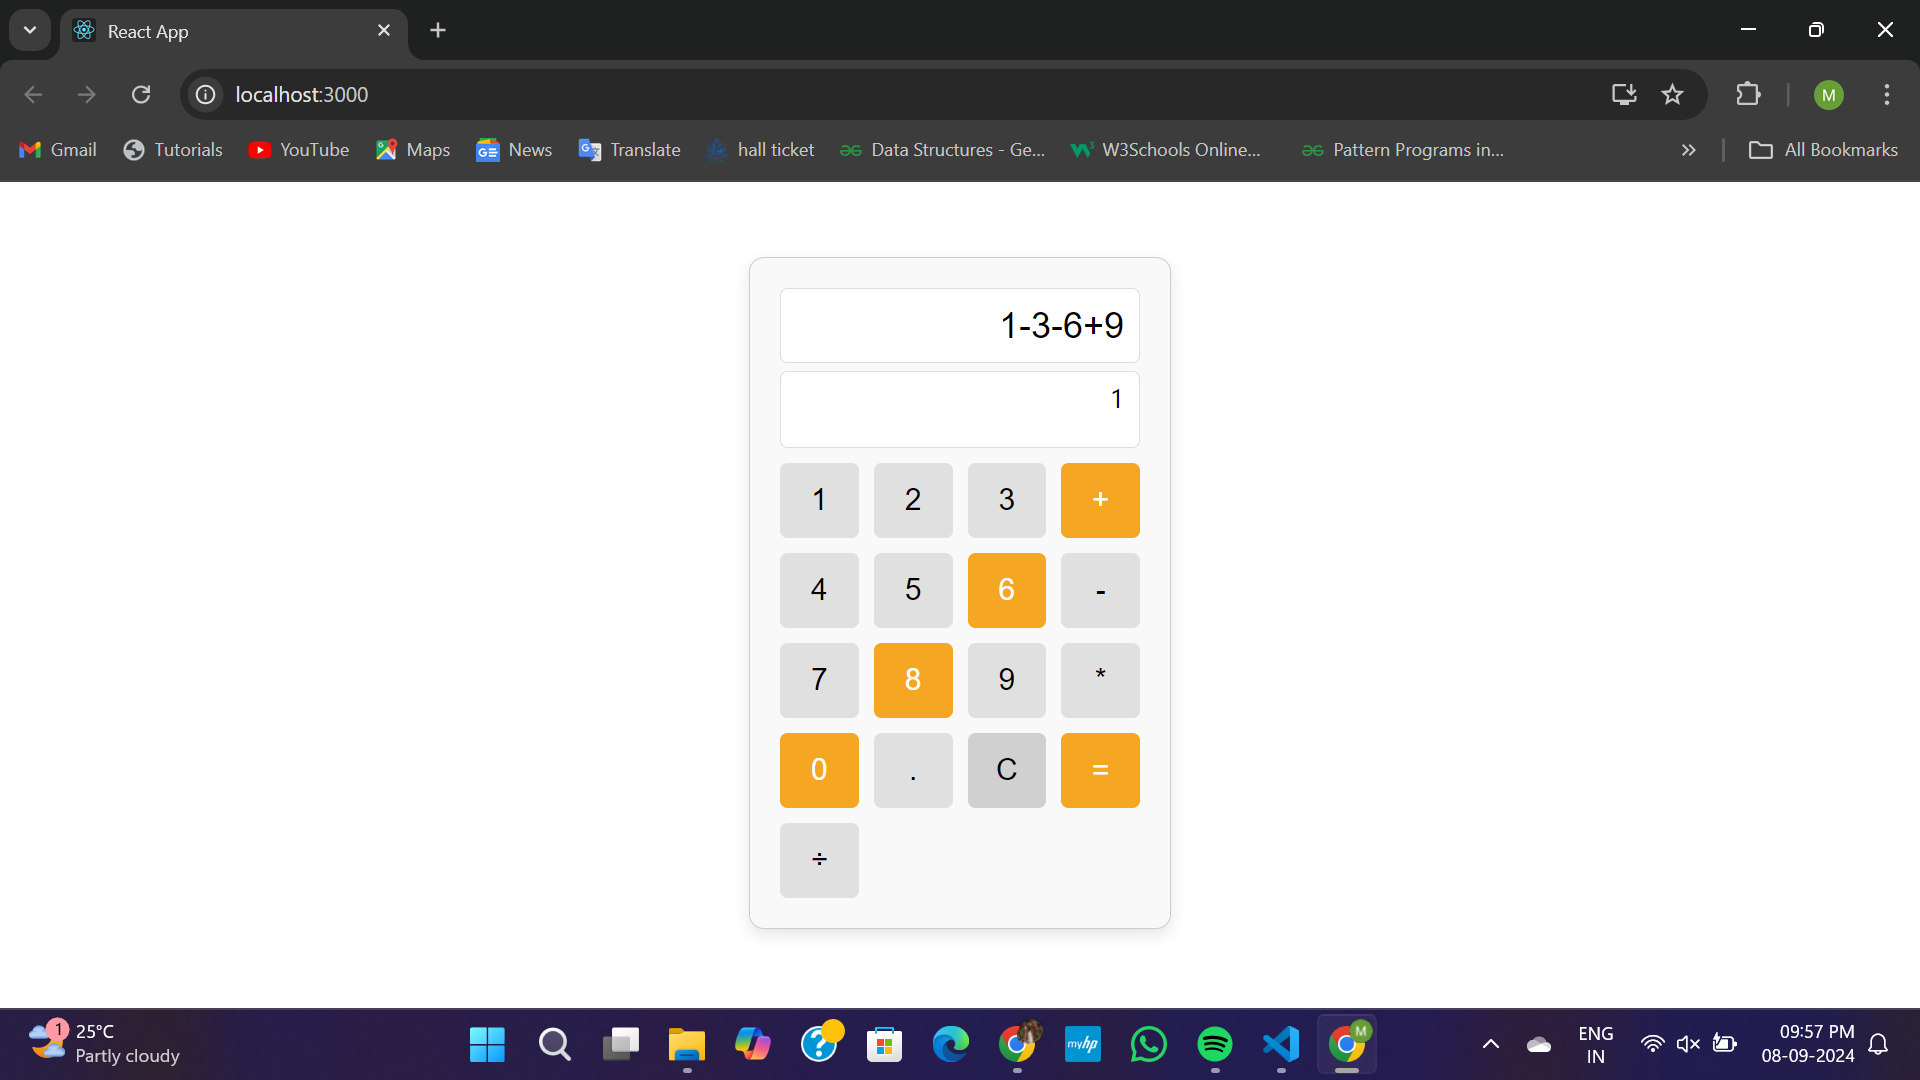 React App
localhost:3000
M
Gmail
Tutorials
YouTube
Maps
News
Translate
hall ticket
Data Structures - Ge...
W3Schools Online...
Pattern Programs in...
All Bookmarks
1-3-6+9
1
1 2 3 +
4 5 6 -
7 8 9 *
0 . C =
÷
1
25°C
Partly cloudy
myhp
M
ENG
IN
09:57 PM
08-09-2024